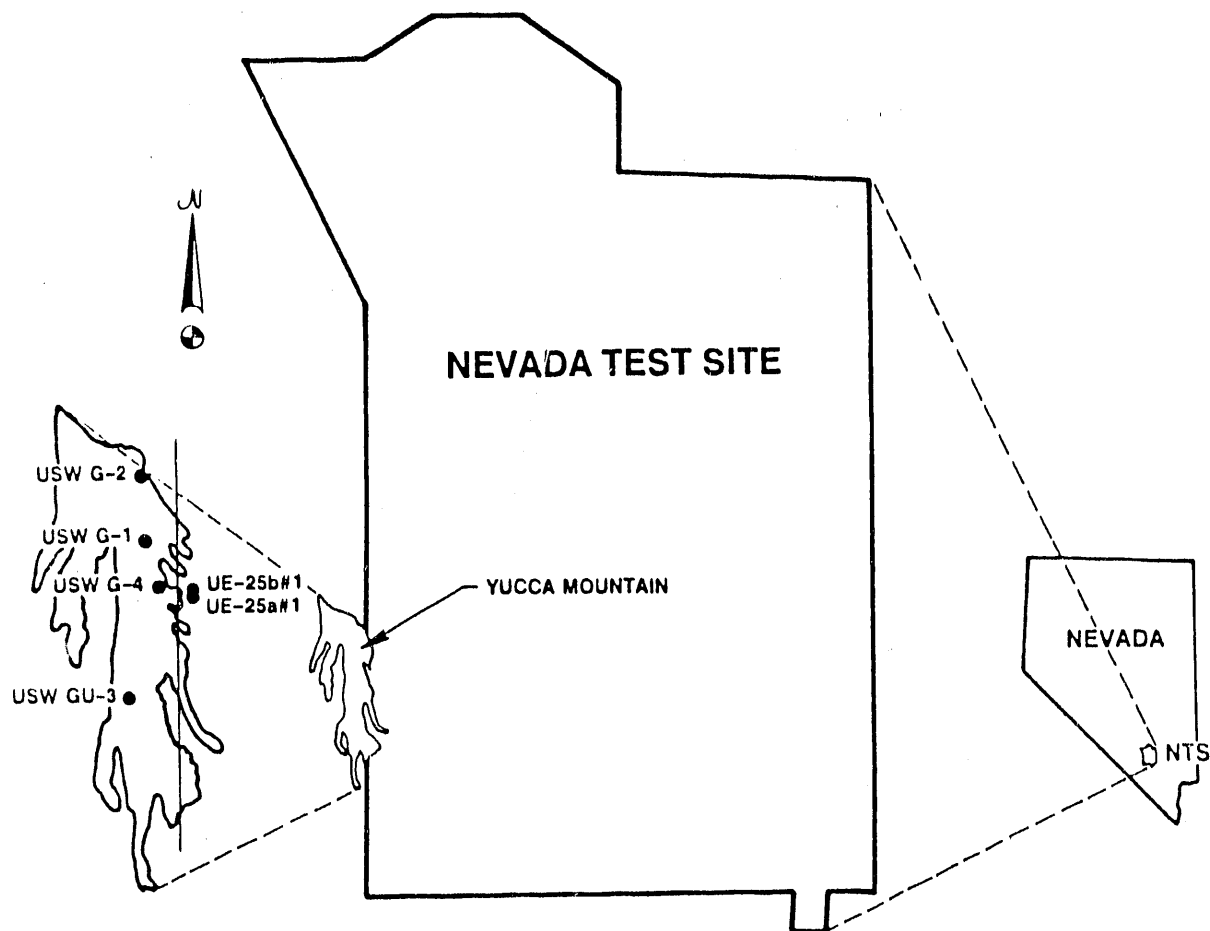 N
NEVADA TEST SITE
USW G-2
USW G-1
USW G-4
UE-25b#1
UE-25a#1
YUCCA MOUNTAIN
NEVADA
USW GU-3
NTS